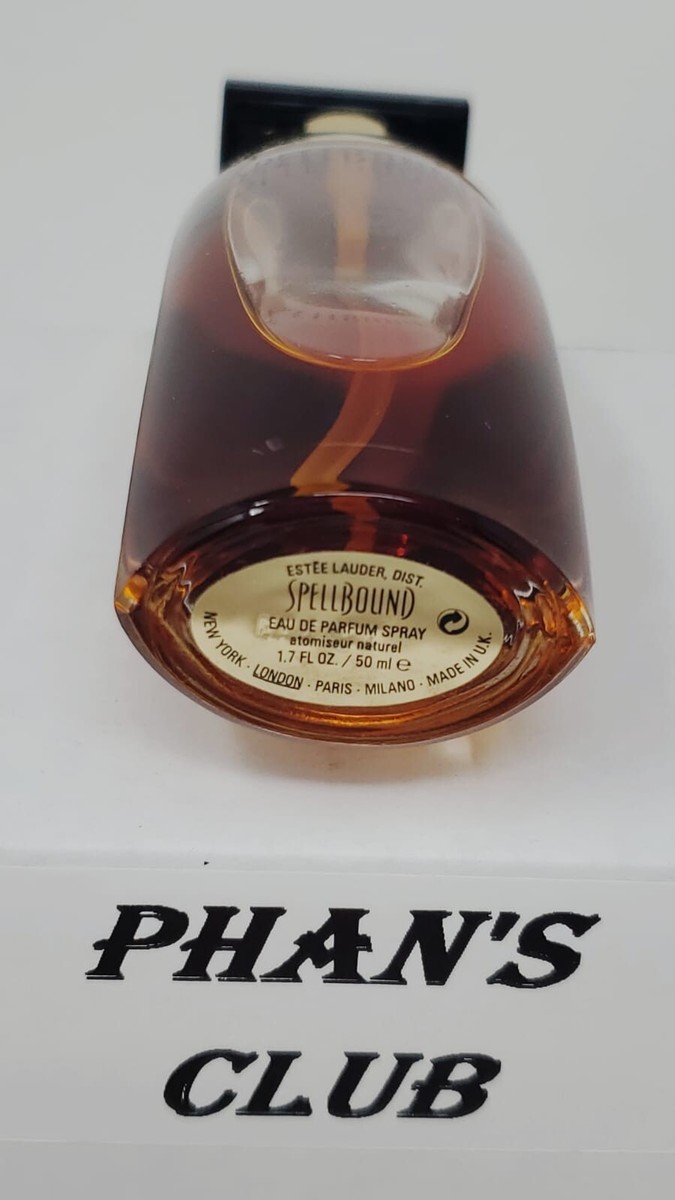 ESTĒE LAUDER, DIST.
SPELLBOUND
EAU DE PARFUM SPRAY
atomiseur naturel
1.7 FL OZ. / 50 ml ℮
NEW YORK · LONDON · PARIS · MILANO · MADE IN U.K.
PHAN'S
CLUB